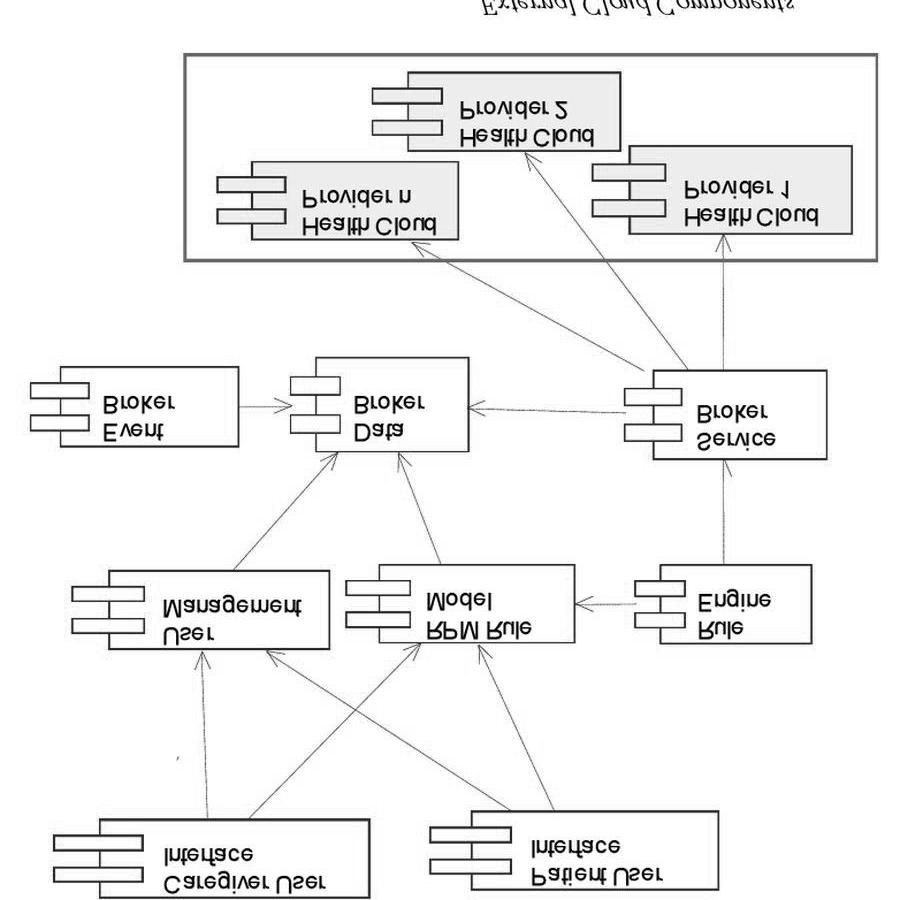 Caregiver User
Interface
Patient User
Interface
User
Management
RPM Rule
Model
Rule
Engine
Event
Broker
Data
Broker
Service
Broker
Health Cloud
Provider n
Health Cloud
Provider 1
Health Cloud
Provider 2
External Cloud Components